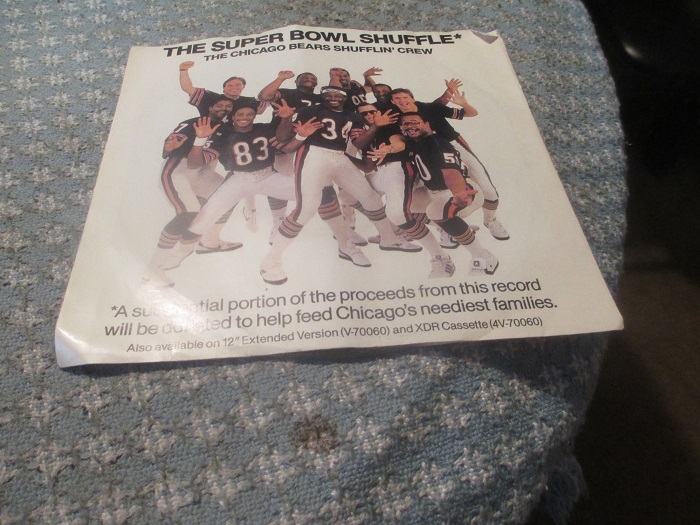 THE SUPER BOWL SHUFFLE*
THE CHICAGO BEARS SHUFFLIN' CREW
83
34
50
*A substantial portion of the proceeds from this record
will be donated to help feed Chicago's neediest families.
Also available on 12" Extended Version (V-70060) and XDR Cassette (4V-70060)